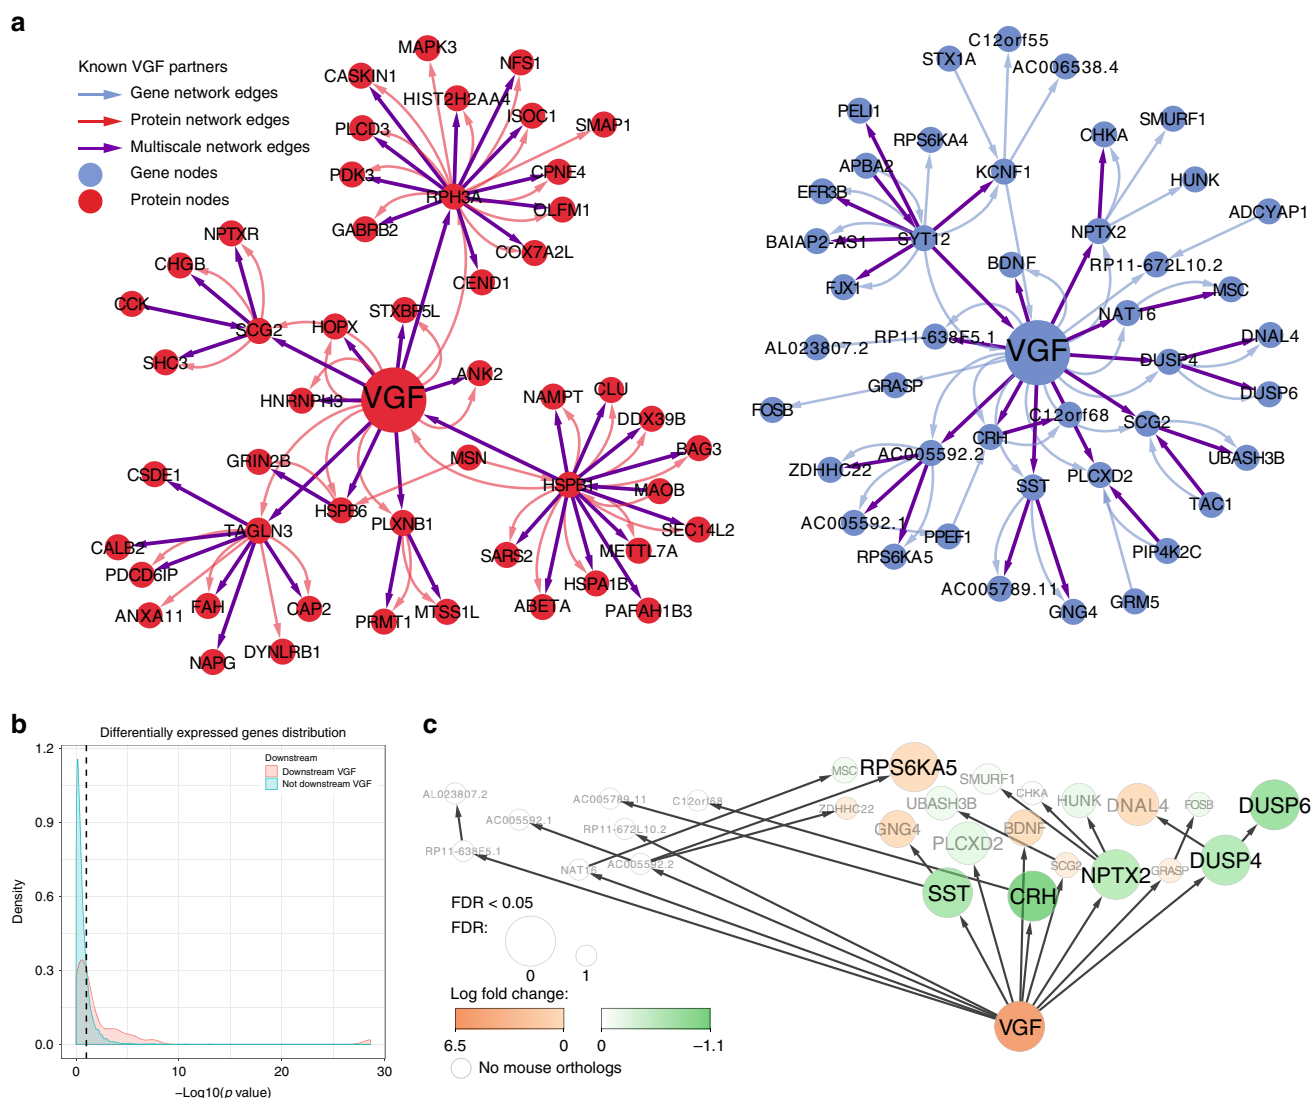 a
Known VGF partners
Gene network edges
Protein network edges
Multiscale network edges
Gene nodes
Protein nodes
MAPK3
CASKIN1
NFS1
HIST2H2AA4
ISOC1
PLCD3
SMAP1
PDK3
CPNE4
RPH3A
OLFM1
GABRB2
COX7A2L
CEND1
NPTXR
CHGB
CCK
SCG2
SHC3
HOPX
STXBP5L
ANK2
HNRNPH3
VGF
NAMPT
CLU
DDX39B
BAG3
MSN
GRIN2B
HSPB1
MAOB
CSDE1
HSPB6
PLXNB1
SEC14L2
TAGLN3
CALB2
PDCD6IP
SARS2
METTL7A
HSPA1B
ANXA11
FAH
CAP2
PRMT1
MTSS1L
ABETA
PAFAH1B3
NAPG
DYNLRB1
C12orf55
STX1A
AC006538.4
PELI1
RPS6KA4
CHKA
SMURF1
APBA2
KCNF1
EFR3B
HUNK
BAIAP2-AS1
SYT12
NPTX2
ADCYAP1
BDNF
RP11-672L10.2
FJX1
MSC
NAT16
AL023807.2
RP11-638F5.1
VGF
DNAL4
DUSP4
GRASP
DUSP6
FOSB
C12orf68
SCG2
CRH
AC005592.2
ZDHHC22
UBASH3B
SST
PLCXD2
TAC1
AC005592.1
PPEF1
RPS6KA5
PIP4K2C
AC005789.11
GNG4
GRM5
b
Differentially expressed genes distribution
Downstream
Downstream VGF
Not downstream VGF
1.2
0.9
0.6
0.3
0.0
Density
0
10
20
30
−Log10(p value)
c
MSC
RPS6KA5
SMURF1
AL023807.2
AC005789.11
C12orf68
ZDHHC22
UBASH3B
CHKA
HUNK
DNAL4
FOSB
DUSP6
AC005592.1
RP11-672L10.2
GNG4
PLCXD2
BDNF
RP11-638F5.1
NAT16
AC005592.2
SCG2
NPTX2
GRASP
DUSP4
SST
CRH
VGF
FDR < 0.05
FDR:
0
1
Log fold change:
6.5
0
0
−1.1
No mouse orthologs